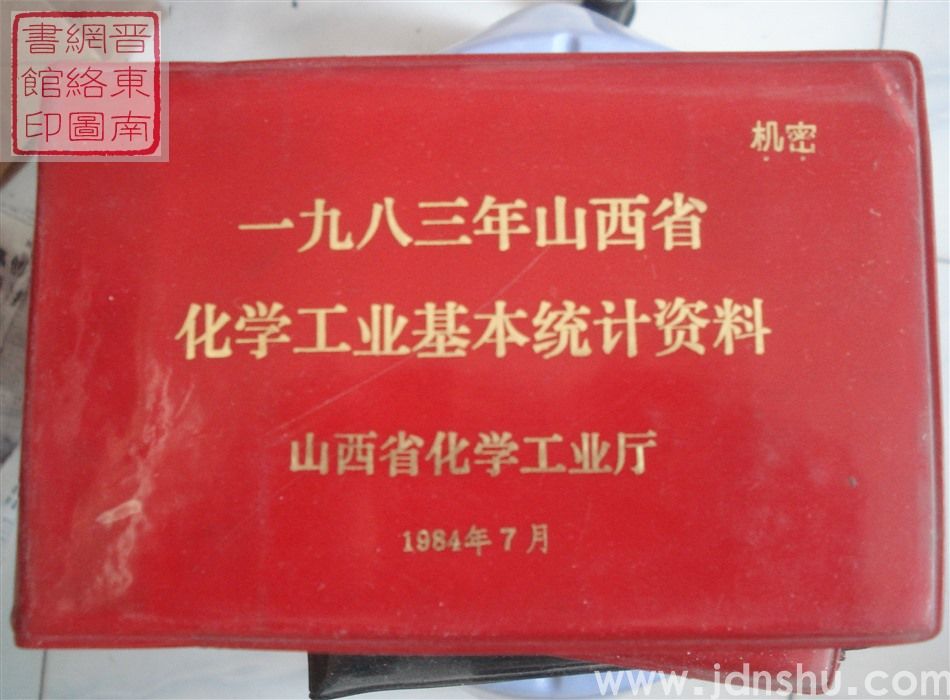 晋東南
網絡圖
書館印
机密
一九八三年山西省
化学工业基本统计资料
山西省化学工业厅
1984年7月
www.jdnshu.com